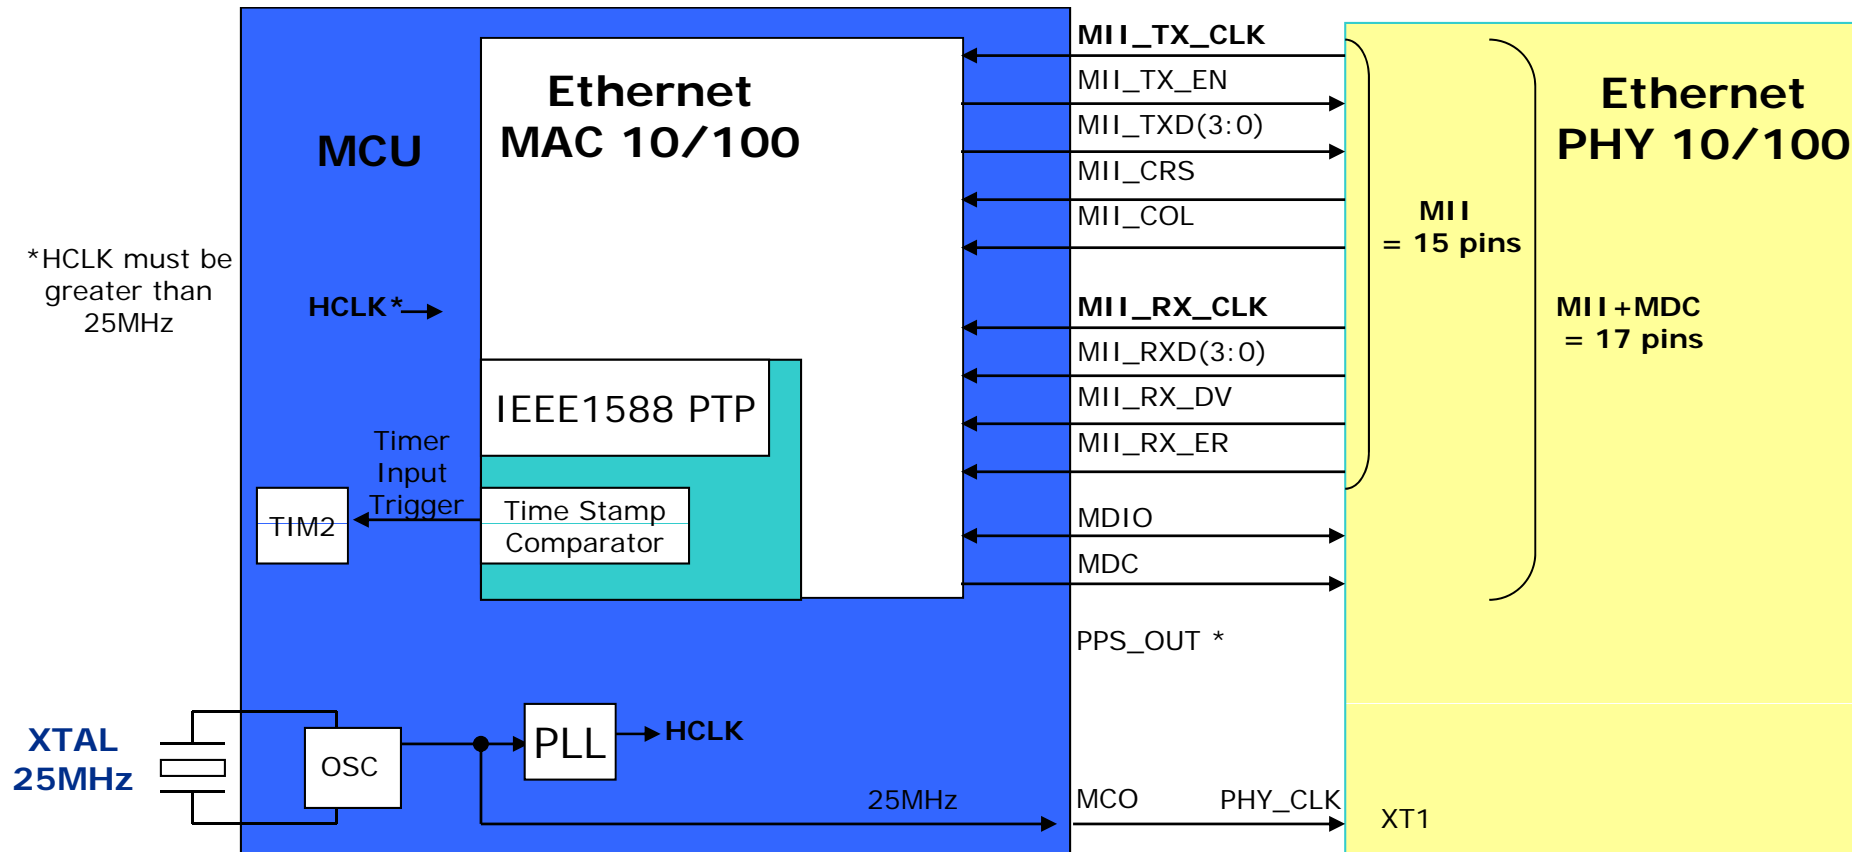 MCU
Ethernet
MAC 10/100
*HCLK must be
greater than
25MHz
HCLK*
IEEE1588 PTP
Timer
Input
Trigger
TIM2
Time Stamp
Comparator
MII_TX_CLK
MII_TX_EN
MII_TXD(3:0)
MII_CRS
MII_COL
MII_RX_CLK
MII_RXD(3:0)
MII_RX_DV
MII_RX_ER
MDIO
MDC
PPS_OUT *
MII
= 15 pins
MII+MDC
= 17 pins
Ethernet
PHY 10/100
XTAL
25MHz
OSC
PLL
HCLK
25MHz
MCO
PHY_CLK
XT1